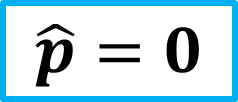 p̂ = 0